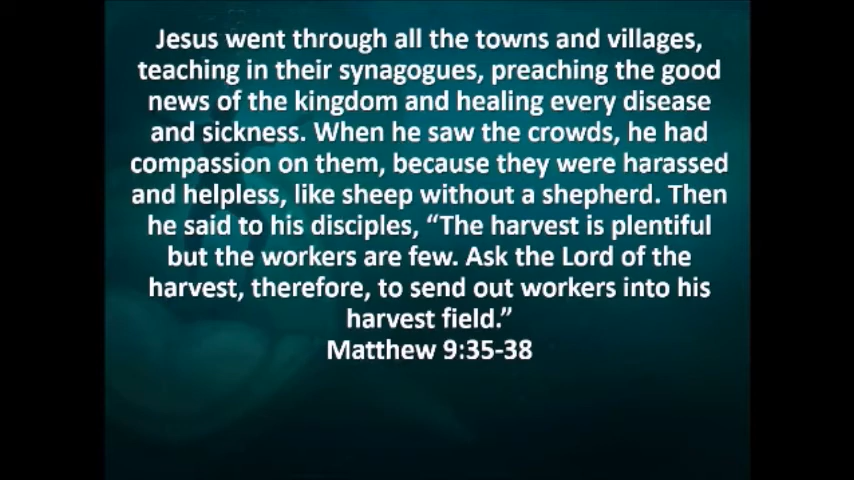 Jesus went through all the towns and villages,
teaching in their synagogues, preaching the good
news of the kingdom and healing every disease
and sickness. When he saw the crowds, he had
compassion on them, because they were harassed
and helpless, like sheep without a shepherd. Then
he said to his disciples, “The harvest is plentiful
but the workers are few. Ask the Lord of the
harvest, therefore, to send out workers into his
harvest field.”
Matthew 9:35-38